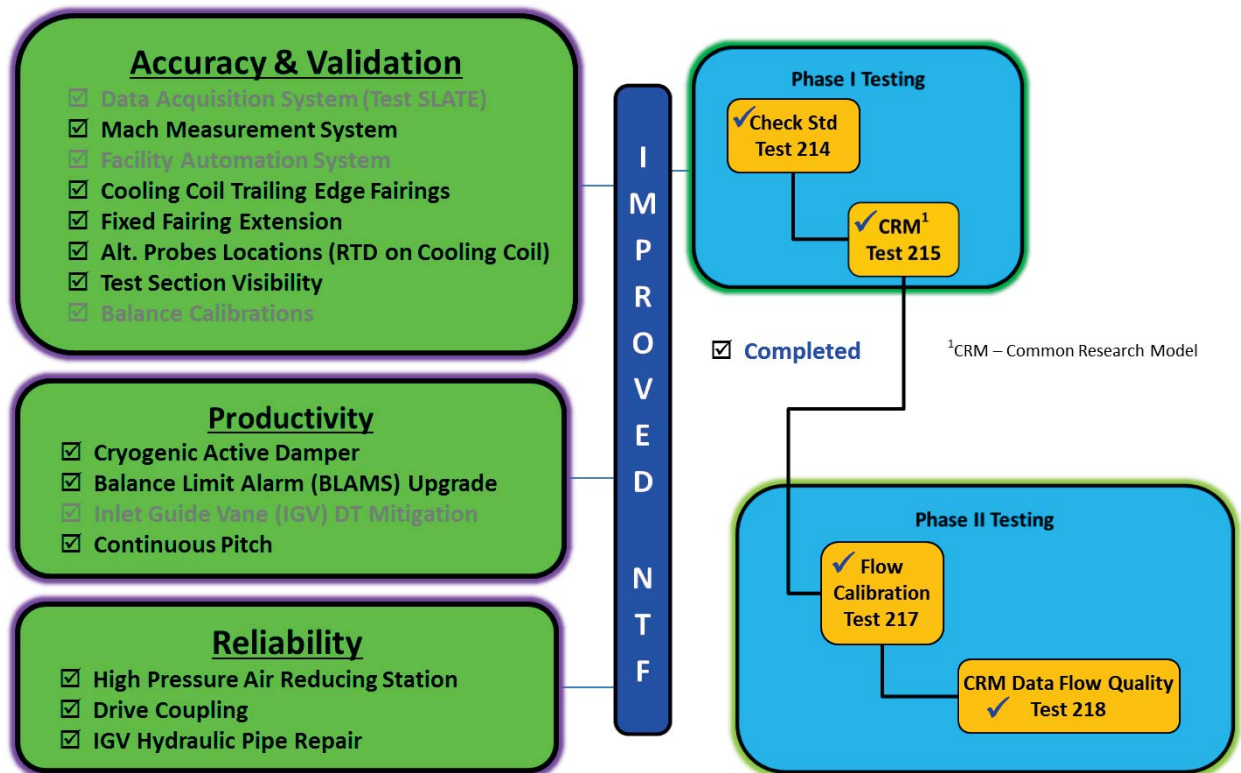 Accuracy & Validation
☑ Data Acquisition System (Test SLATE)
☑ Mach Measurement System
☑ Facility Automation System
☑ Cooling Coil Trailing Edge Fairings
☑ Fixed Fairing Extension
☑ Alt. Probes Locations (RTD on Cooling Coil)
☑ Test Section Visibility
☑ Balance Calibrations
Productivity
☑ Cryogenic Active Damper
☑ Balance Limit Alarm (BLAMS) Upgrade
☑ Inlet Guide Vane (IGV) DT Mitigation
☑ Continuous Pitch
Reliability
☑ High Pressure Air Reducing Station
☑ Drive Coupling
☑ IGV Hydraulic Pipe Repair
IMPROVED NTF
Phase I Testing
✓ Check Std
Test 214
✓ CRM¹
Test 215
☑ Completed
¹CRM – Common Research Model
Phase II Testing
✓ Flow
Calibration
Test 217
CRM Data Flow Quality
✓ Test 218